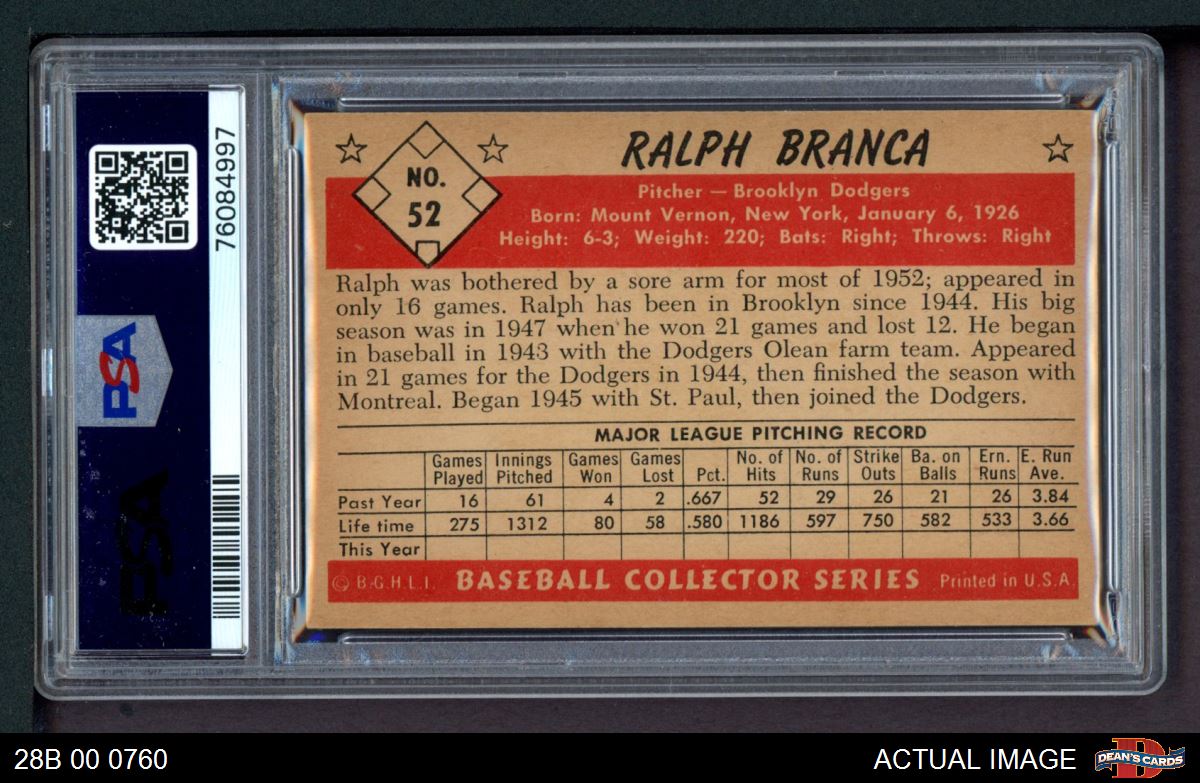 76084997
PSA
PSA
NO.
52
RALPH BRANCA
Pitcher — Brooklyn Dodgers
Born: Mount Vernon, New York, January 6, 1926
Height: 6-3; Weight: 220; Bats: Right; Throws: Right
Ralph was bothered by a sore arm for most of 1952; appeared in
only 16 games. Ralph has been in Brooklyn since 1944. His big
season was in 1947 when he won 21 games and lost 12. He began
in baseball in 1943 with the Dodgers Olean farm team. Appeared
in 21 games for the Dodgers in 1944, then finished the season with
Montreal. Began 1945 with St. Paul, then joined the Dodgers.
MAJOR LEAGUE PITCHING RECORD
Games Played Innings Pitched Games Won Games Lost Pct. No. of Hits No. of Runs Strike Outs Ba. on Balls Ern. Runs E. Run Ave.
Past Year 16 61 4 2 .667 52 29 26 21 26 3.84
Life time 275 1312 80 58 .580 1186 597 750 582 533 3.66
This Year
© B-G-H-L-I. BASEBALL COLLECTOR SERIES Printed in U.S.A.
28B 00 0760
ACTUAL IMAGE
D
DEAN'S CARDS